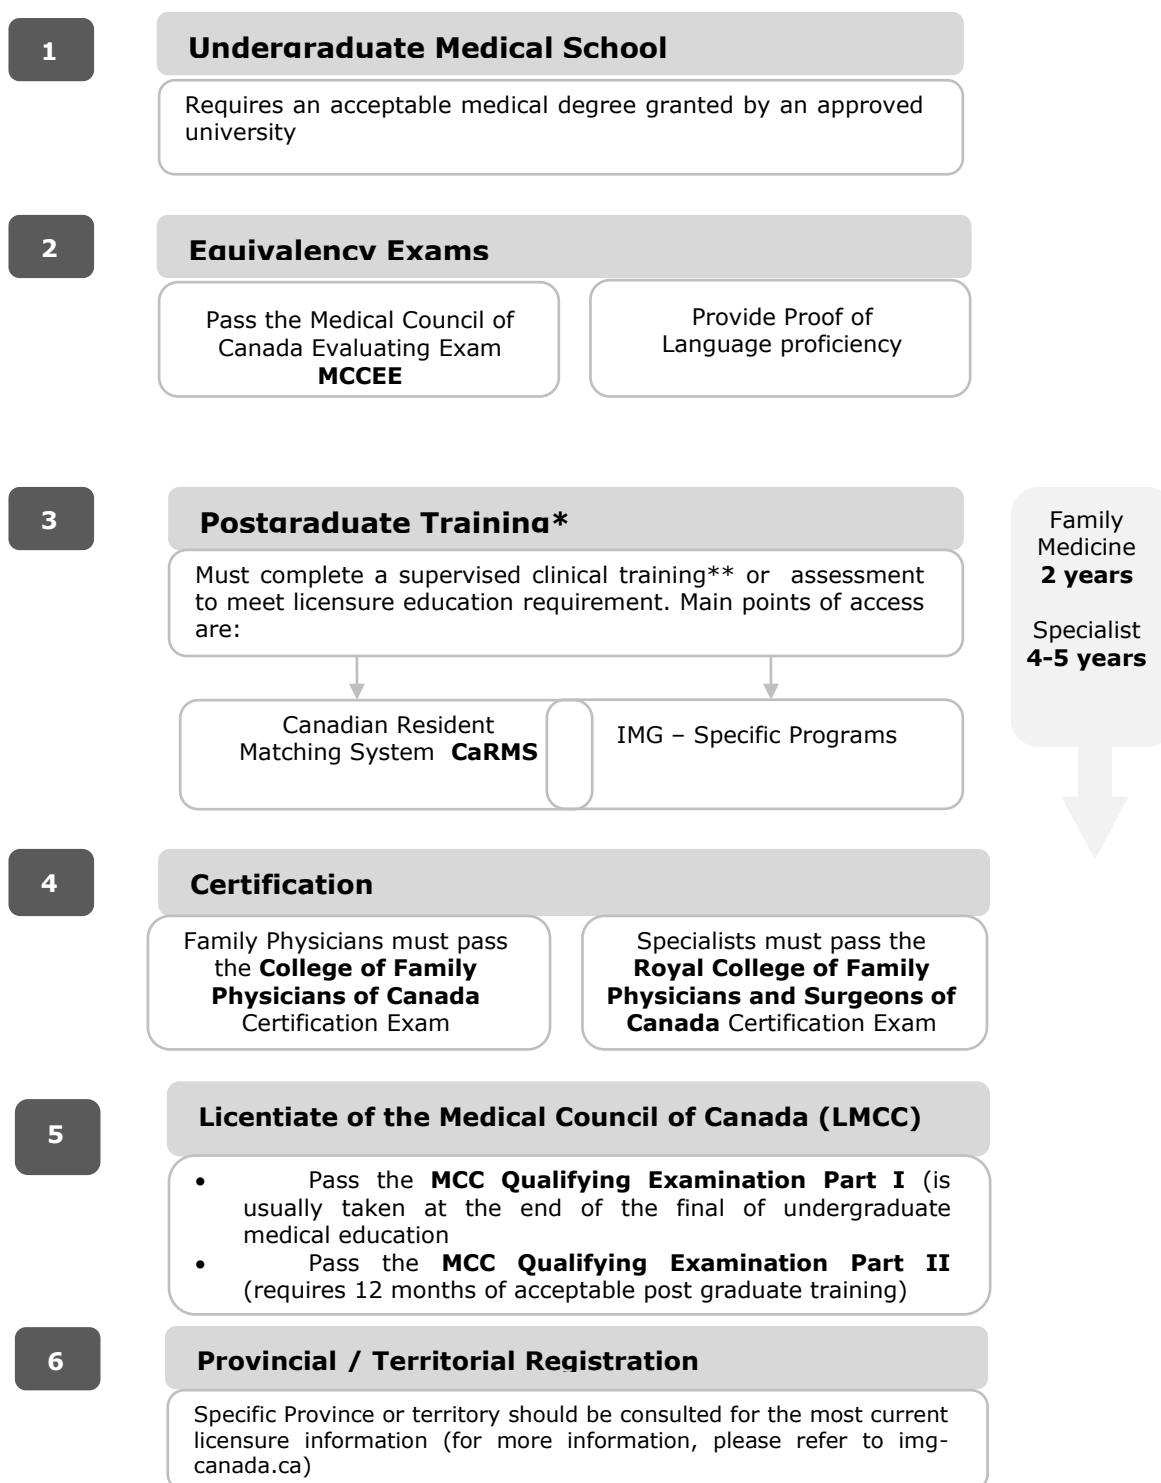 1
Undergraduate Medical School
Requires an acceptable medical degree granted by an approved
university
2
Equivalency Exams
Pass the Medical Council of
Canada Evaluating Exam
MCCEE
Provide Proof of
Language proficiency
3
Postgraduate Training*
Must complete a supervised clinical training** or assessment
to meet licensure education requirement. Main points of access
are:
Canadian Resident
Matching System CaRMS
IMG – Specific Programs
Family
Medicine
2 years
Specialist
4-5 years
4
Certification
Family Physicians must pass
the College of Family
Physicians of Canada
Certification Exam
Specialists must pass the
Royal College of Family
Physicians and Surgeons of
Canada Certification Exam
5
Licentiate of the Medical Council of Canada (LMCC)
• Pass the MCC Qualifying Examination Part I (is
usually taken at the end of the final of undergraduate
medical education
• Pass the MCC Qualifying Examination Part II
(requires 12 months of acceptable post graduate training)
6
Provincial / Territorial Registration
Specific Province or territory should be consulted for the most current
licensure information (for more information, please refer to img-
canada.ca)